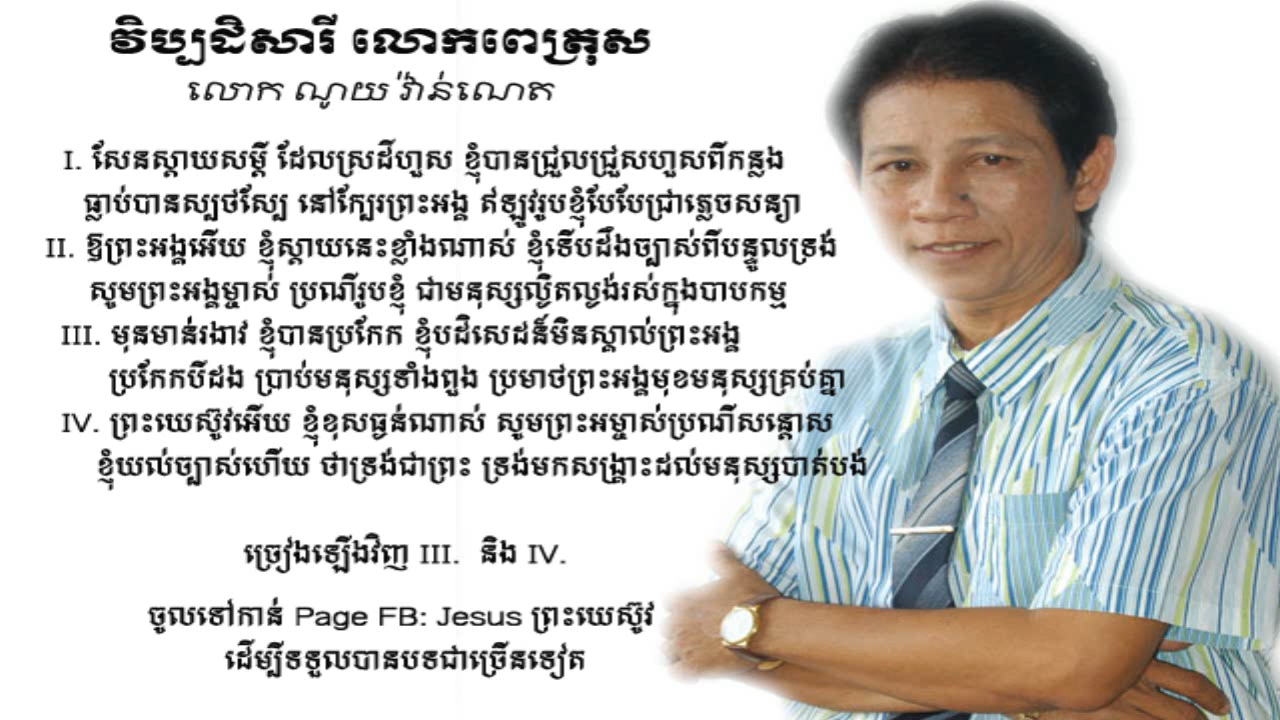 វិប្បដិសារី លោកពេត្រុស
លោក ណូយ វ៉ាន់ណេត
I. សែនស្តាយសម្តី ដែលស្រដីហួស ខ្ញុំបានជ្រួលជ្រួសហួសពីកន្លង
ធ្លាប់បានស្បថស្បែ នៅក្បែរព្រះអង្គ ឥឡូវរូបខ្ញុំបែបែជ្រាភ្លេចសន្យា
II. ឱព្រះអង្គអើយ ខ្ញុំស្តាយនេះខ្លាំងណាស់ ខ្ញុំទើបដឹងច្បាស់ពីបន្ទូលទ្រង់
សូមព្រះអង្គម្ចាស់ ប្រណីរូបខ្ញុំ ជាមនុស្សល្ងិតល្ងង់រស់ក្នុងបាបកម្ម
III. មុនមាន់រងាវ ខ្ញុំបានប្រកែក ខ្ញុំបដិសេដន៏មិនស្គាល់ព្រះអង្គ
ប្រកែកបីដង ប្រាប់មនុស្សទាំងពួង ប្រមាថព្រះអង្គមុខមនុស្សគ្រប់គ្នា
IV. ព្រះយេស៊ូវអើយ ខ្ញុំខុសធ្ងន់ណាស់ សូមព្រះអម្ចាស់ប្រណីសន្តោស
ខ្ញុំយល់ច្បាស់ហើយ ថាទ្រង់ជាព្រះ ទ្រង់មកសង្គ្រោះដល់មនុស្សបាត់បង់
ច្រៀងឡើងវិញ III. និង IV.
ចូលទៅកាន់ Page FB: Jesus ព្រះយេស៊ូវ
ដើម្បីទទួលបានបទជាច្រើនទៀត